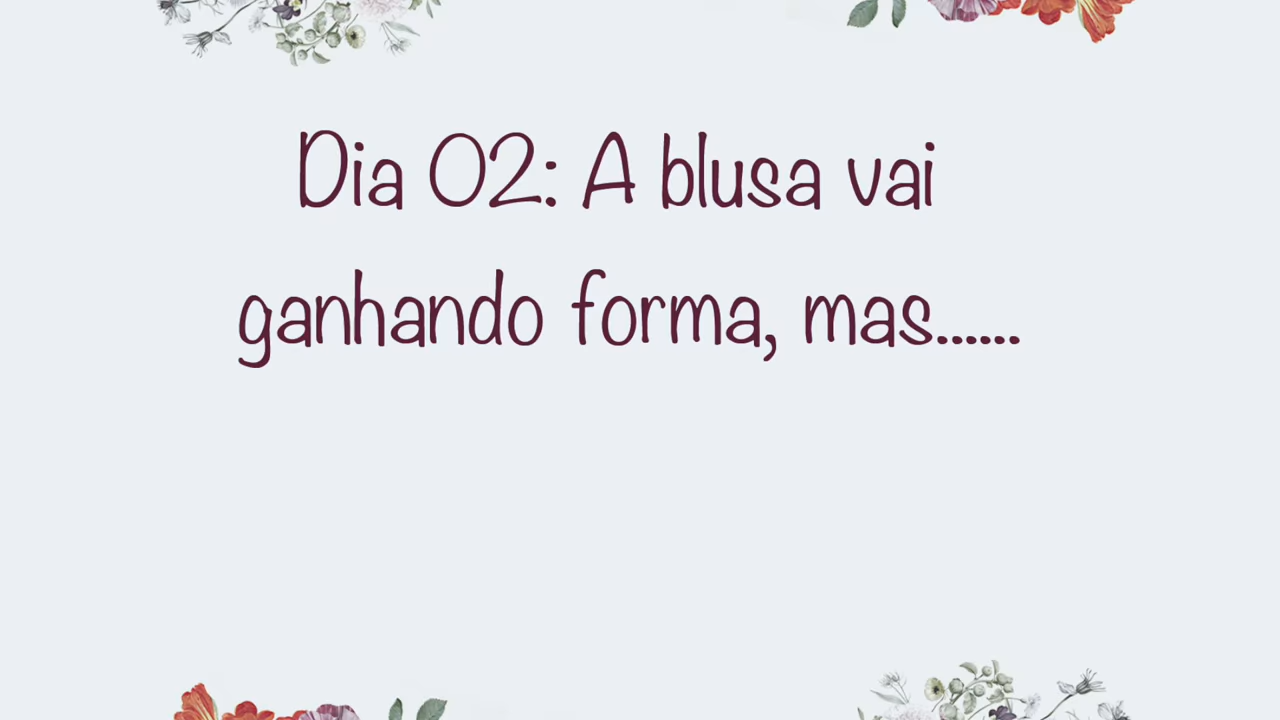 Dia 02: A blusa vai
ganhando forma, mas......